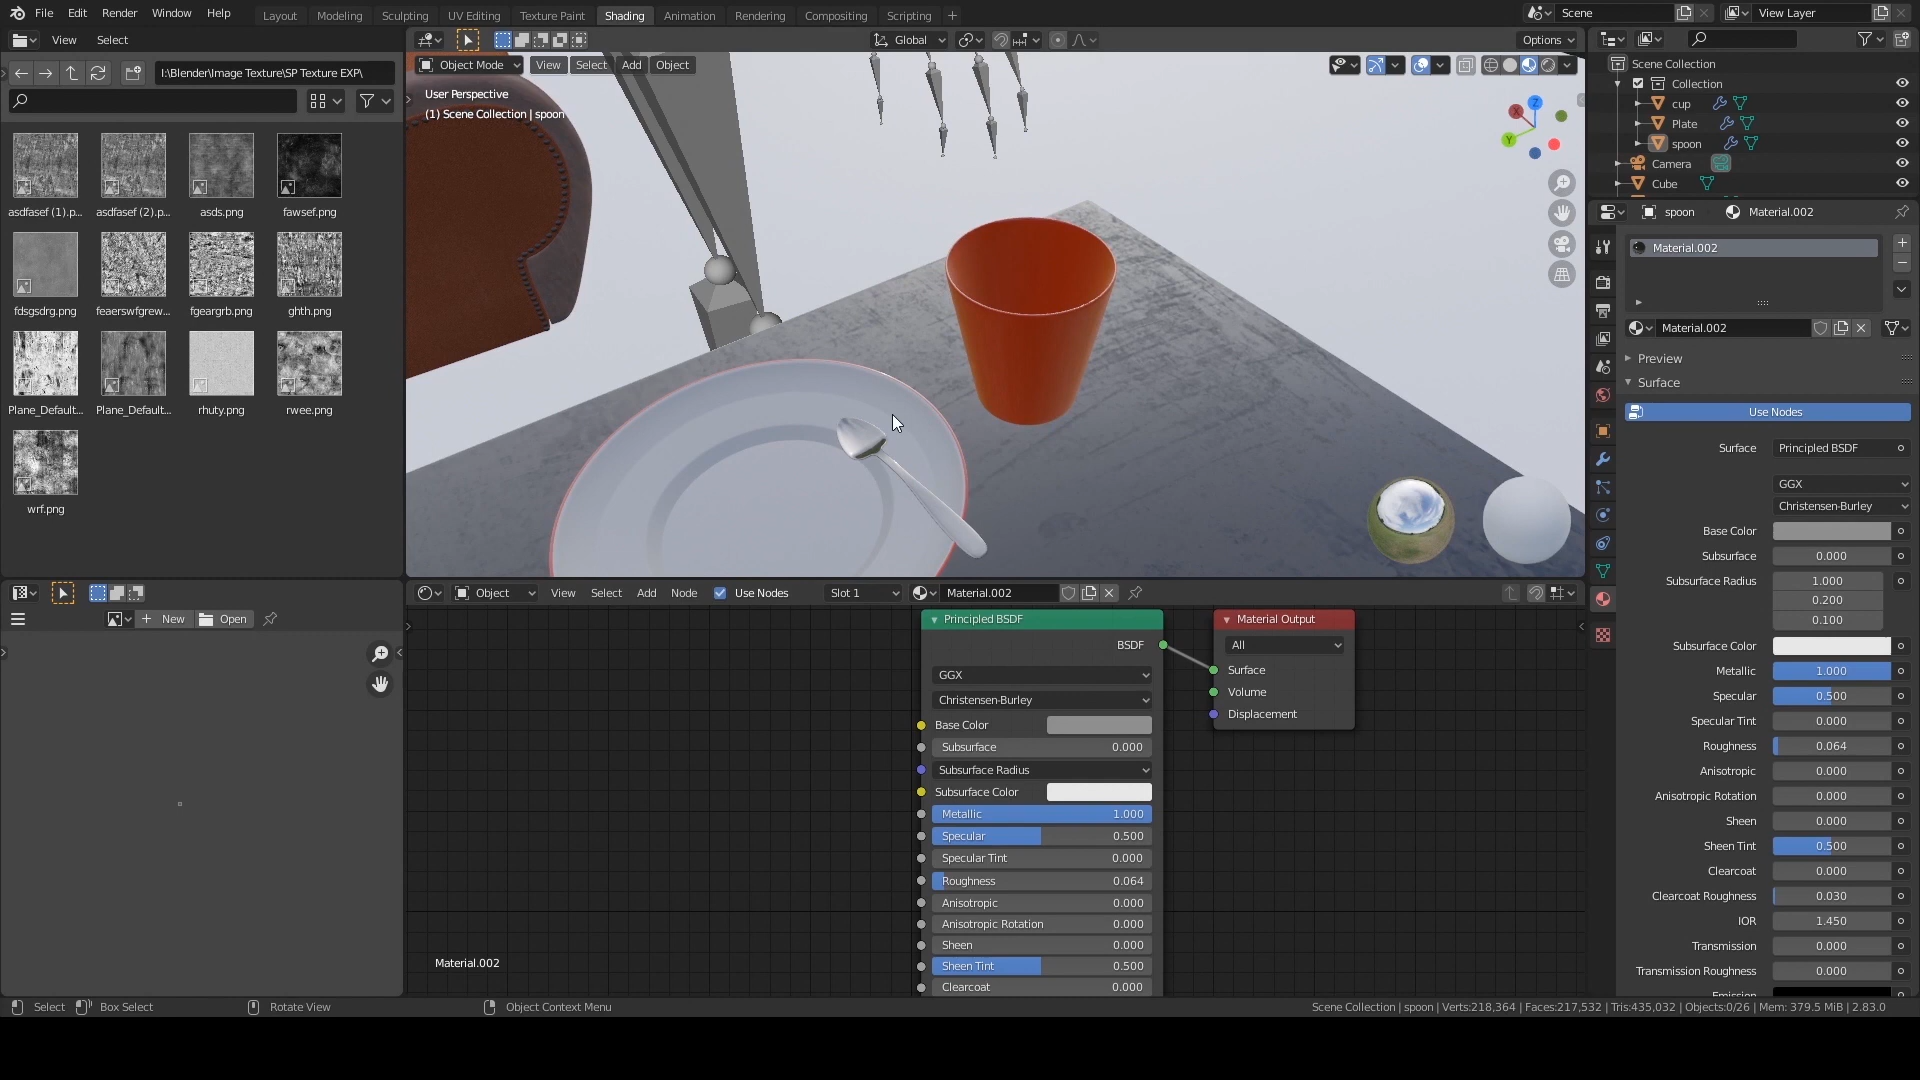 File Edit Render Window Help
Layout Modeling Sculpting UV Editing Texture Paint Shading Animation Rendering Compositing Scripting +
Scene View Layer
View Select
Global Options
I:\Blender\Image Texture\SP Texture EXP\
Object Mode View Select Add Object
User Perspective
(1) Scene Collection | spoon
Z
X
Y
asdfasef (1).p... asdfasef (2).p... asds.png fawsef.png
fdsgsdrg.png feaerswfgrew... fgeargrb.png ghth.png
Plane_Default... Plane_Default... rhuty.png rwee.png
wrf.png
Scene Collection
Collection
cup
Plate
spoon
Camera
Cube
spoon Material.002
Material.002
Material.002
Preview
Surface
Use Nodes
Surface Principled BSDF
GGX
Christensen-Burley
Base Color
Subsurface 0.000
Subsurface Radius 1.000
0.200
0.100
Subsurface Color
Metallic 1.000
Specular 0.500
Specular Tint 0.000
Roughness 0.064
Anisotropic 0.000
Anisotropic Rotation 0.000
Sheen 0.000
Sheen Tint 0.500
Clearcoat 0.000
Clearcoat Roughness 0.030
IOR 1.450
Transmission 0.000
Transmission Roughness 0.000
Emission
New Open
Object View Select Add Node Use Nodes Slot 1 Material.002
Principled BSDF
BSDF
GGX
Christensen-Burley
Base Color
Subsurface 0.000
Subsurface Radius
Subsurface Color
Metallic 1.000
Specular 0.500
Specular Tint 0.000
Roughness 0.064
Anisotropic 0.000
Anisotropic Rotation 0.000
Sheen 0.000
Sheen Tint 0.500
Clearcoat 0.000
Material Output
All
Surface
Volume
Displacement
Material.002
Select Box Select Rotate View Object Context Menu
Scene Collection | spoon | Verts:218,364 | Faces:217,532 | Tris:435,032 | Objects:0/26 | Mem: 379.5 MiB | 2.83.0